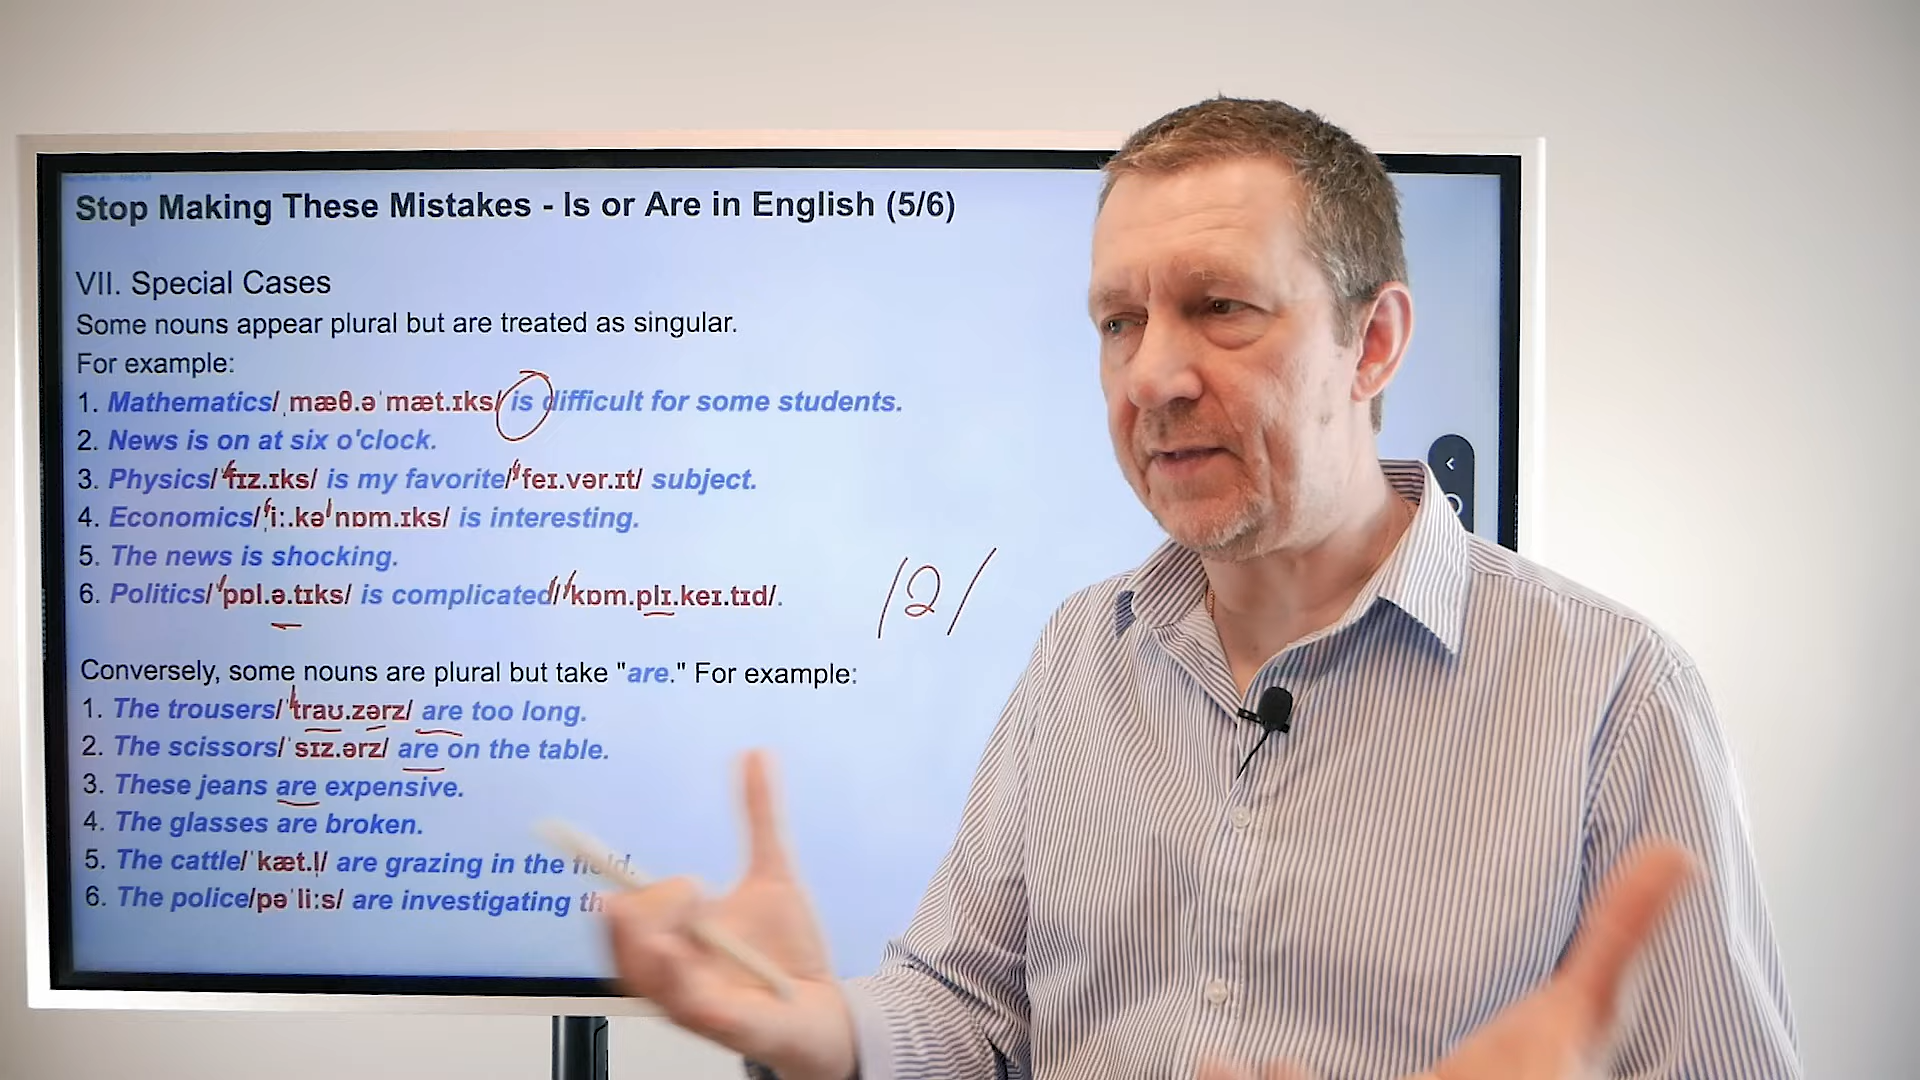 Stop Making These Mistakes - Is or Are in English (5/6)
VII. Special Cases
Some nouns appear plural but are treated as singular.
For example:
1. Mathematics/ˌmæθ.əˈmæt.ɪks/ is difficult for some students.
2. News is on at six o'clock.
3. Physics/ˈfɪz.ɪks/ is my favorite/ˈfeɪ.vər.ɪt/ subject.
4. Economics/ˌiː.kəˈnɒm.ɪks/ is interesting.
5. The news is shocking.
6. Politics/ˈpɒl.ə.tɪks/ is complicated/ˈkɒm.plɪ.keɪ.tɪd/.
Conversely, some nouns are plural but take "are." For example:
1. The trousers/ˈtraʊ.zərz/ are too long.
2. The scissors/ˈsɪz.ərz/ are on the table.
3. These jeans are expensive.
4. The glasses are broken.
5. The cattle/ˈkæt.l̩/ are grazing in the field.
6. The police/pəˈliːs/ are investigating